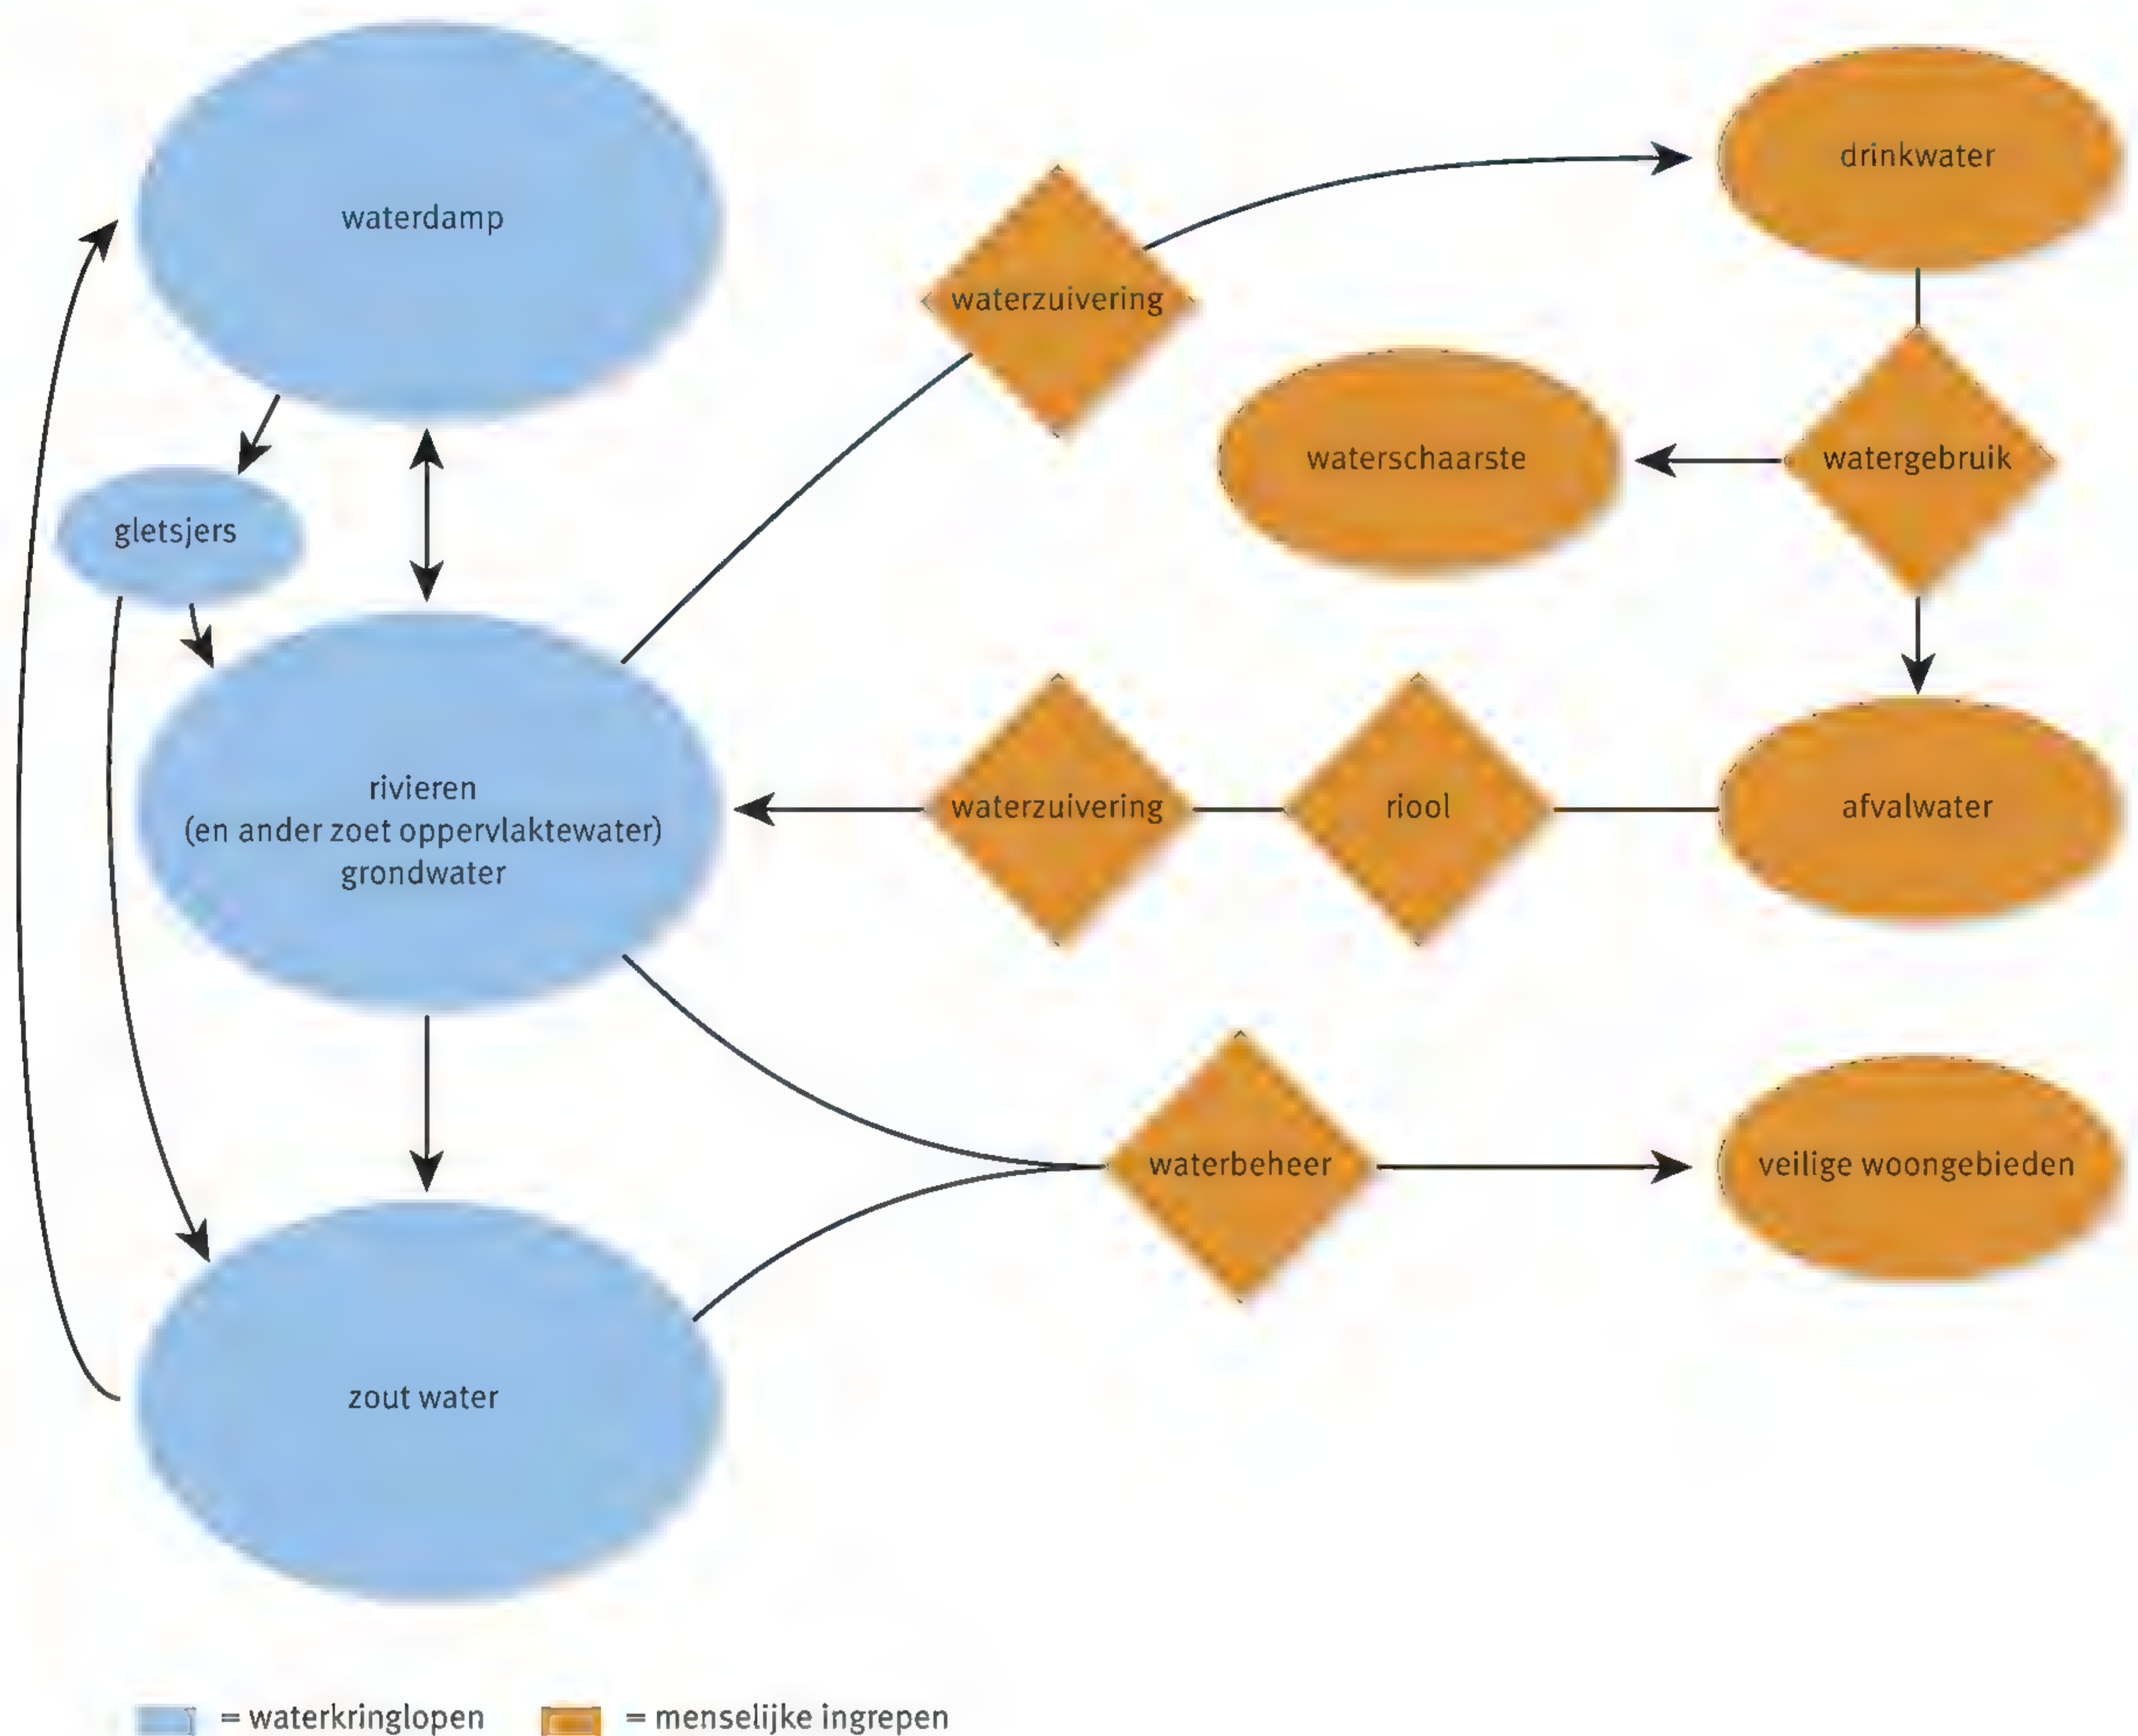 waterdamp
drinkwater
waterzuivering
waterschaarste
watergebruik
gletsjers
rivieren
(en ander zoet oppervlaktewater)
grondwater
waterzuivering
riool
afvalwater
waterbeheer
veilige woongebieden
zout water
= waterkringlopen
= menselijke ingrepen